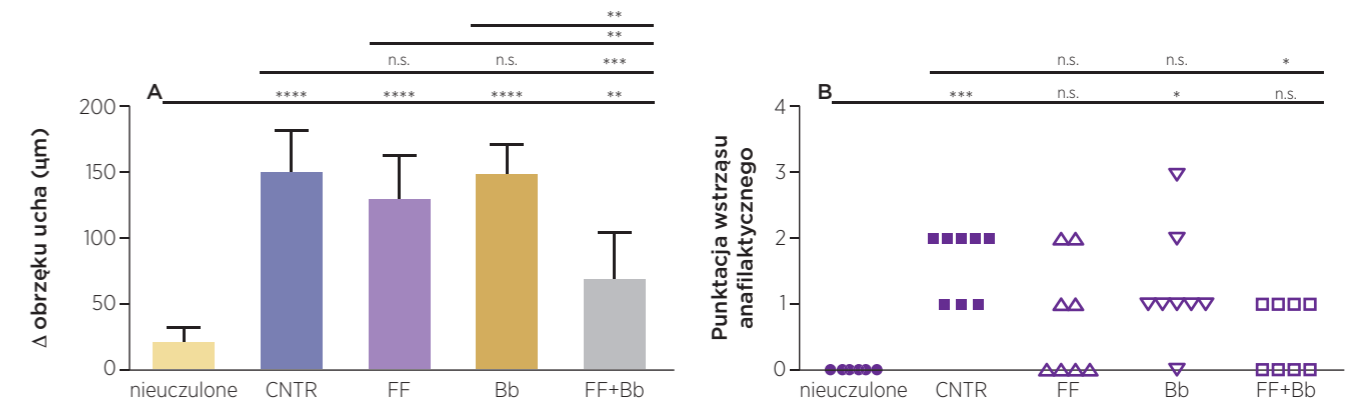 **
**
n.s. n.s. ***
A **** **** **** **
200
150
100
50
0
Δ obrzęku ucha (µm)
nieuczulone CNTR FF Bb FF+Bb
n.s. n.s. *
B *** n.s. * n.s.
4
3
2
1
0
Punktacja wstrząsu
anafilaktycznego
nieuczulone CNTR FF Bb FF+Bb